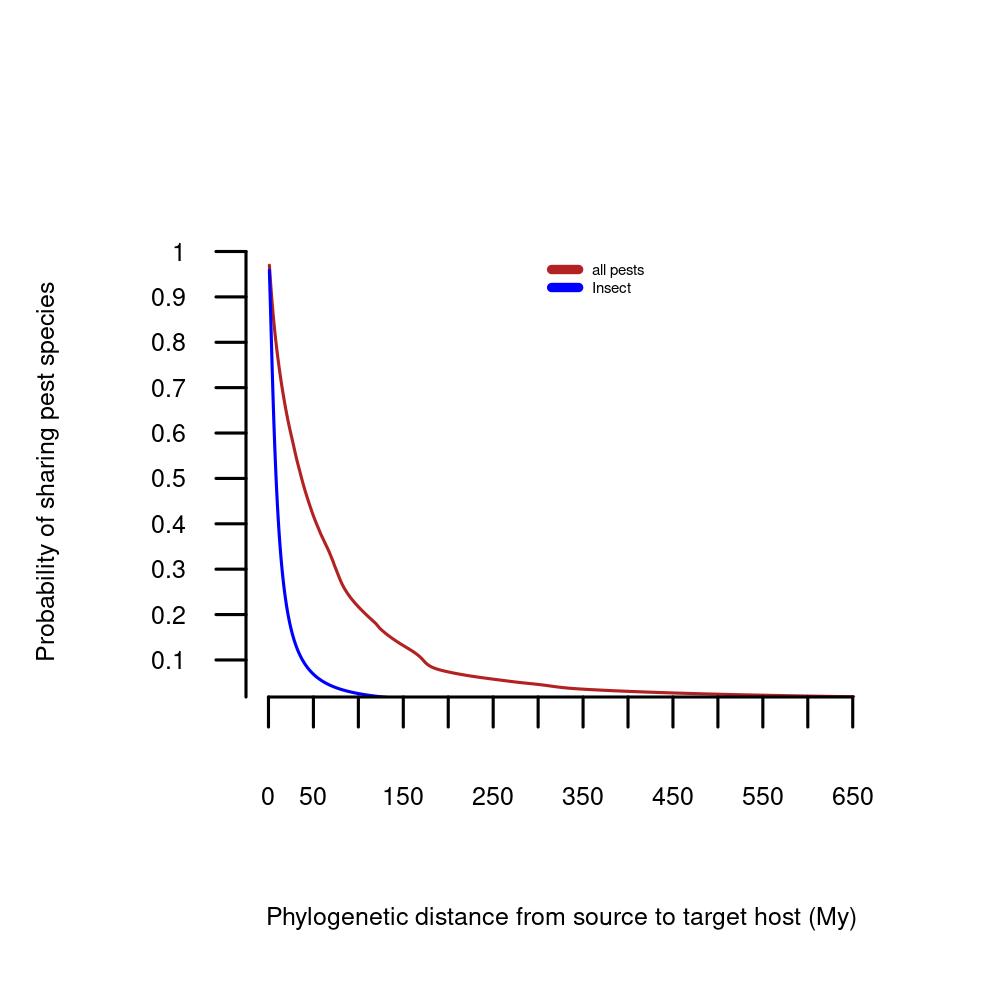 1
0.9
0.8
0.7
0.6
0.5
0.4
0.3
0.2
0.1
Probability of sharing pest species
all pests
Insect
0 50 150 250 350 450 550 650
Phylogenetic distance from source to target host (My)